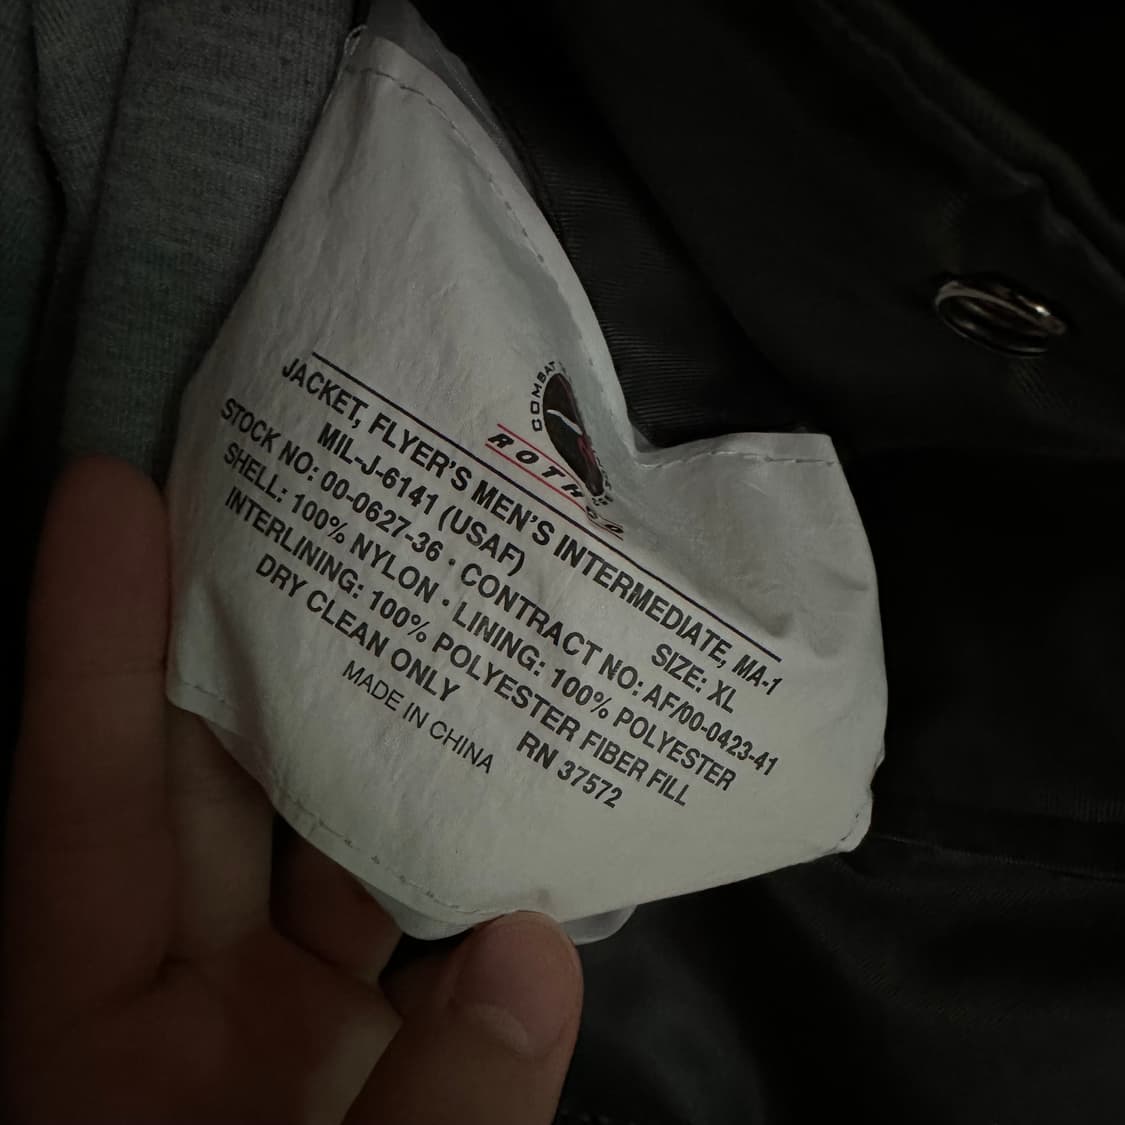 COMBAT
ROTHCO
JACKET, FLYER'S MEN'S INTERMEDIATE, MA-1
MIL-J-6141 (USAF) SIZE: XL
STOCK NO: 00-0627-36 • CONTRACT NO: AF/00-0423-41
SHELL: 100% NYLON • LINING: 100% POLYESTER
INTERLINING: 100% POLYESTER FIBER FILL
DRY CLEAN ONLY RN 37572
MADE IN CHINA